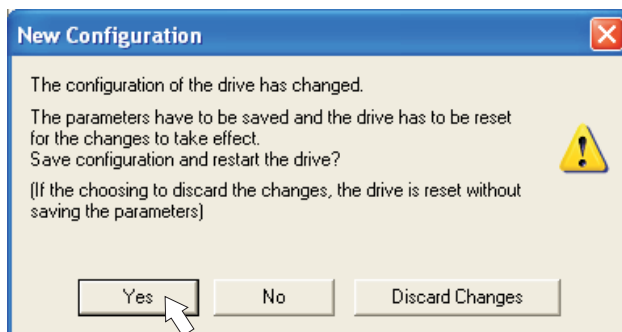 New Configuration
The configuration of the drive has changed.
The parameters have to be saved and the drive has to be reset
for the changes to take effect.
Save configuration and restart the drive?
(If the choosing to discard the changes, the drive is reset without
saving the parameters)
Yes
No
Discard Changes